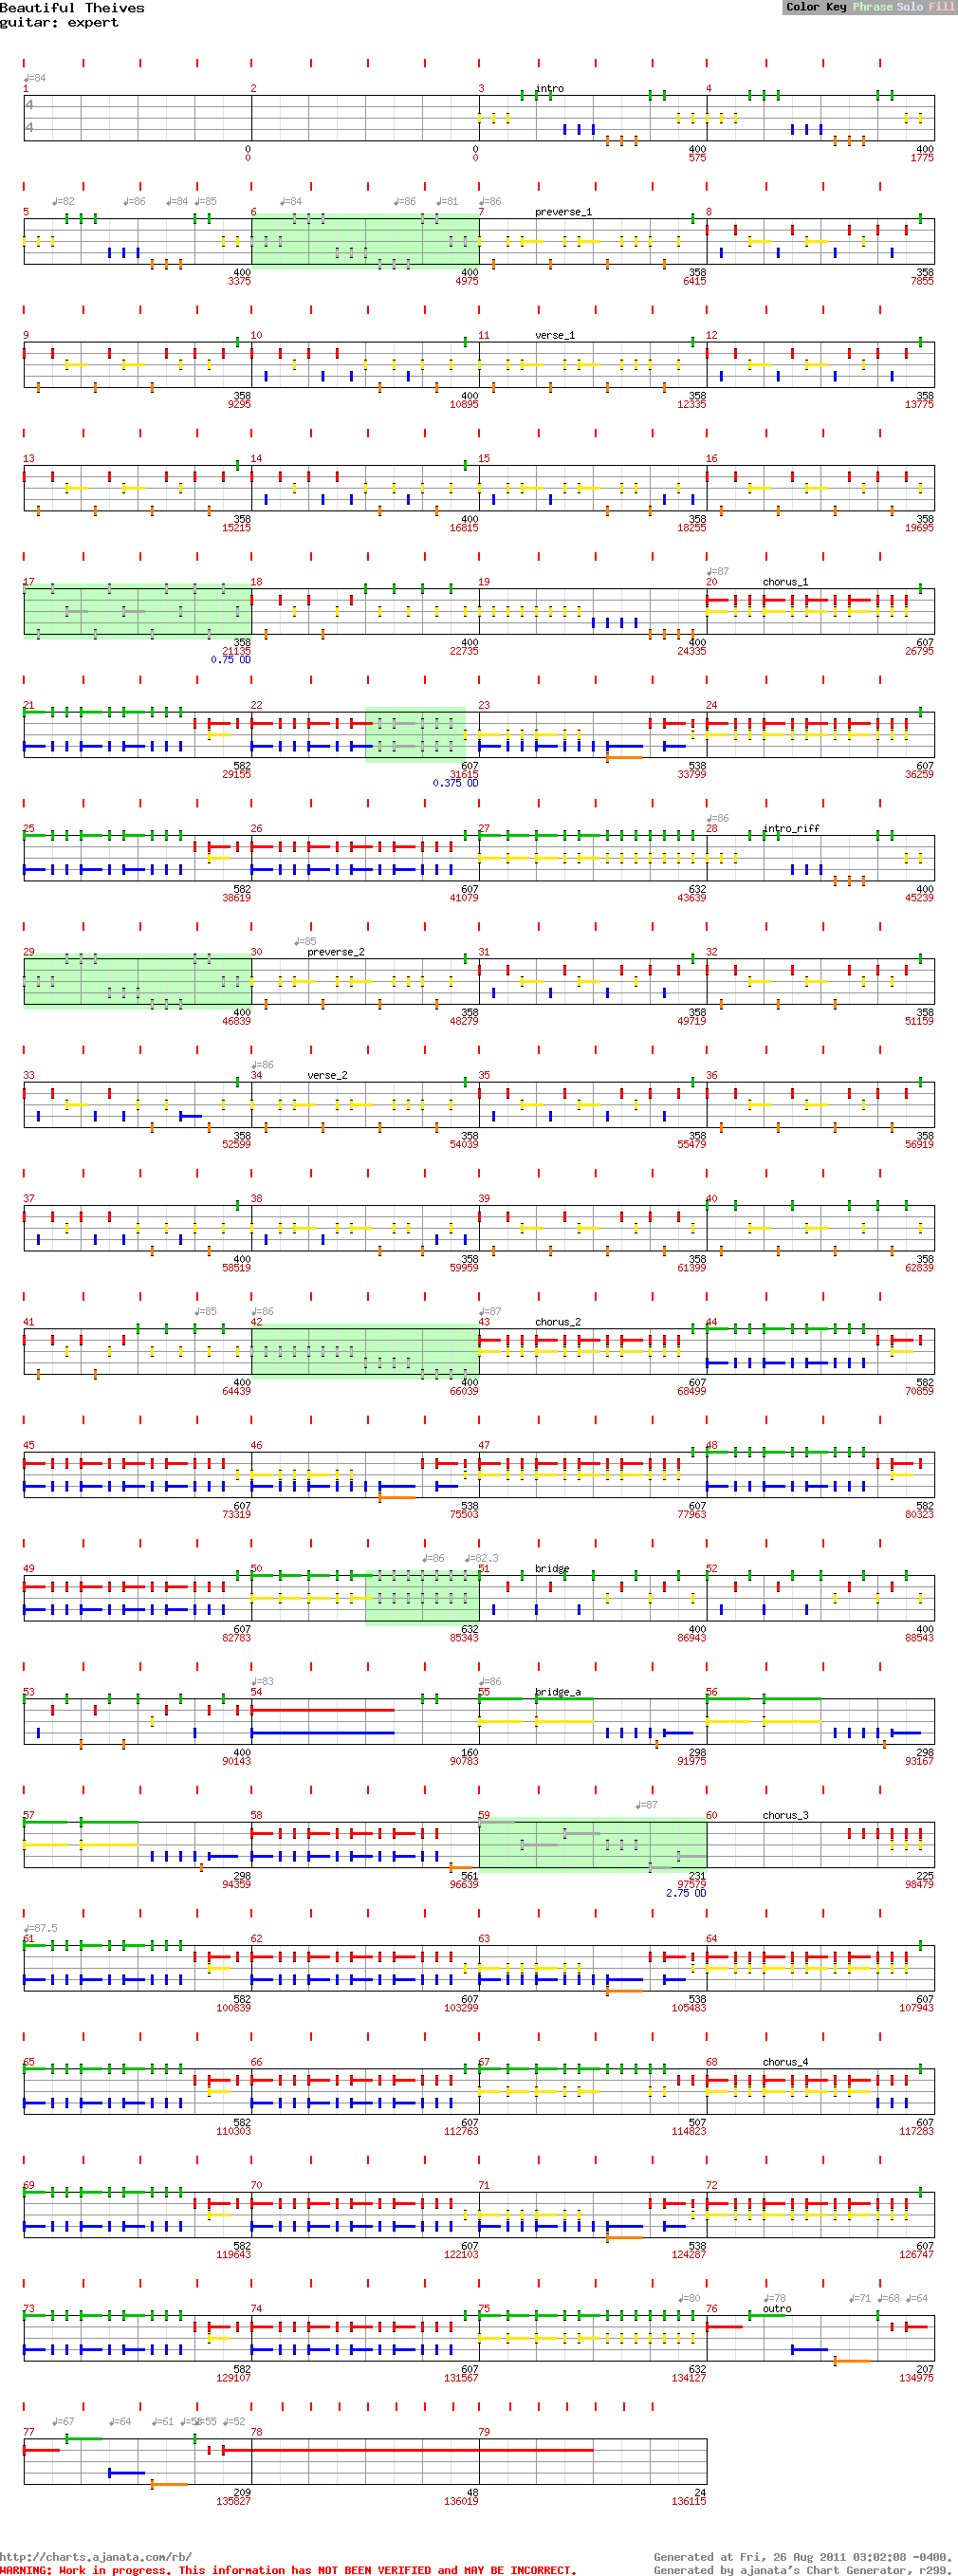 Beautiful Theives
guitar: expert
Color Key Phrase Solo Fill
♩=84
1 2 3 intro 4
4
4
0 0 400 400
0 0 575 1775
♩=82 ♩=86 ♩=84 ♩=85 ♩=84 ♩=86 ♩=81 ♩=86
5 6 7 preverse_1 8
400 400 358 358
3375 4975 6415 7855
9 10 11 verse_1 12
358 400 358 358
9295 10895 12335 13775
13 14 15 16
358 400 358 358
15215 16815 18255 19695
♩=87
17 18 19 20 chorus_1
358 400 400 607
21135 22735 24335 26795
0.75 OD
21 22 23 24
582 607 538 607
29155 31615 33799 36259
0.375 OD
♩=86
25 26 27 28 intro_riff
582 607 632 400
38619 41079 43639 45239
♩=85
29 30 preverse_2 31 32
400 358 358 358
46839 48279 49719 51159
♩=86
33 34 verse_2 35 36
358 358 358 358
52599 54039 55479 56919
37 38 39 40
400 358 358 358
58519 59959 61399 62839
♩=85 ♩=86 ♩=87
41 42 43 chorus_2 44
400 400 607 582
64439 66039 68499 70859
45 46 47 48
607 538 607 582
73319 75503 77963 80323
♩=86 ♩=82.3
49 50 51 bridge 52
607 632 400 400
82783 85343 86943 88543
♩=83 ♩=86
53 54 55 bridge_a 56
400 160 298 298
90143 90783 91975 93167
♩=87
57 58 59 60 chorus_3
298 561 231 225
94359 96639 97579 98479
2.75 OD
♩=87.5
61 62 63 64
582 607 538 607
100839 103299 105483 107943
65 66 67 68 chorus_4
582 607 507 607
110303 112763 114823 117283
69 70 71 72
582 607 538 607
119643 122103 124287 126747
♩=80 ♩=78 ♩=71 ♩=68 ♩=64
73 74 75 76 outro
582 607 632 207
129107 131567 134127 134975
♩=67 ♩=64 ♩=61 ♩=55 ♩=52
77 78 79
209 48 24
135827 136019 136115
http://charts.ajanata.com/rb/
Generated at Fri, 26 Aug 2011 03:02:08 -0400.
WARNING: Work in progress. This information has NOT BEEN VERIFIED and MAY BE INCORRECT.
Generated by ajanata's Chart Generator, r299.